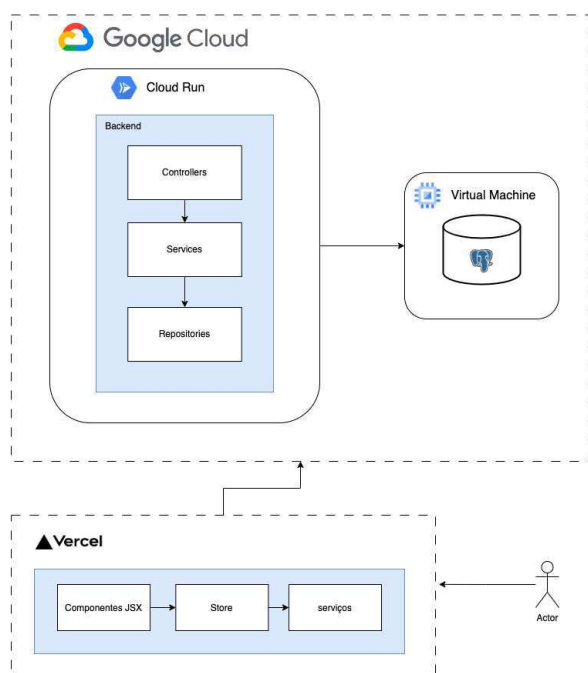 Google Cloud
Cloud Run
Backend
Controllers
Services
Repositories
Virtual Machine
Vercel
Componentes JSX
Store
serviços
Actor